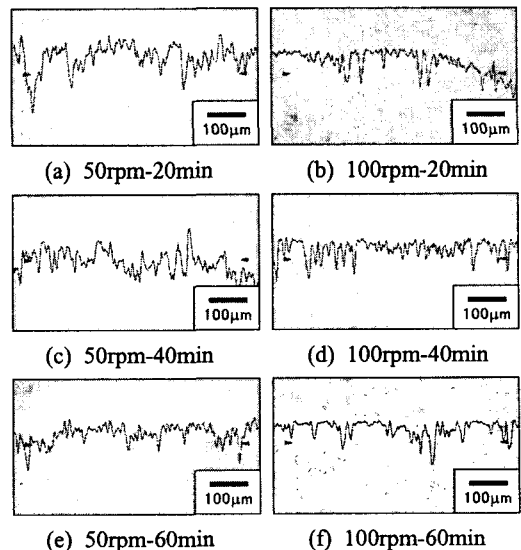 100μm
100μm
(a) 50rpm-20min
(b) 100rpm-20min
100μm
100μm
(c) 50rpm-40min
(d) 100rpm-40min
100μm
100μm
(e) 50rpm-60min
(f) 100rpm-60min